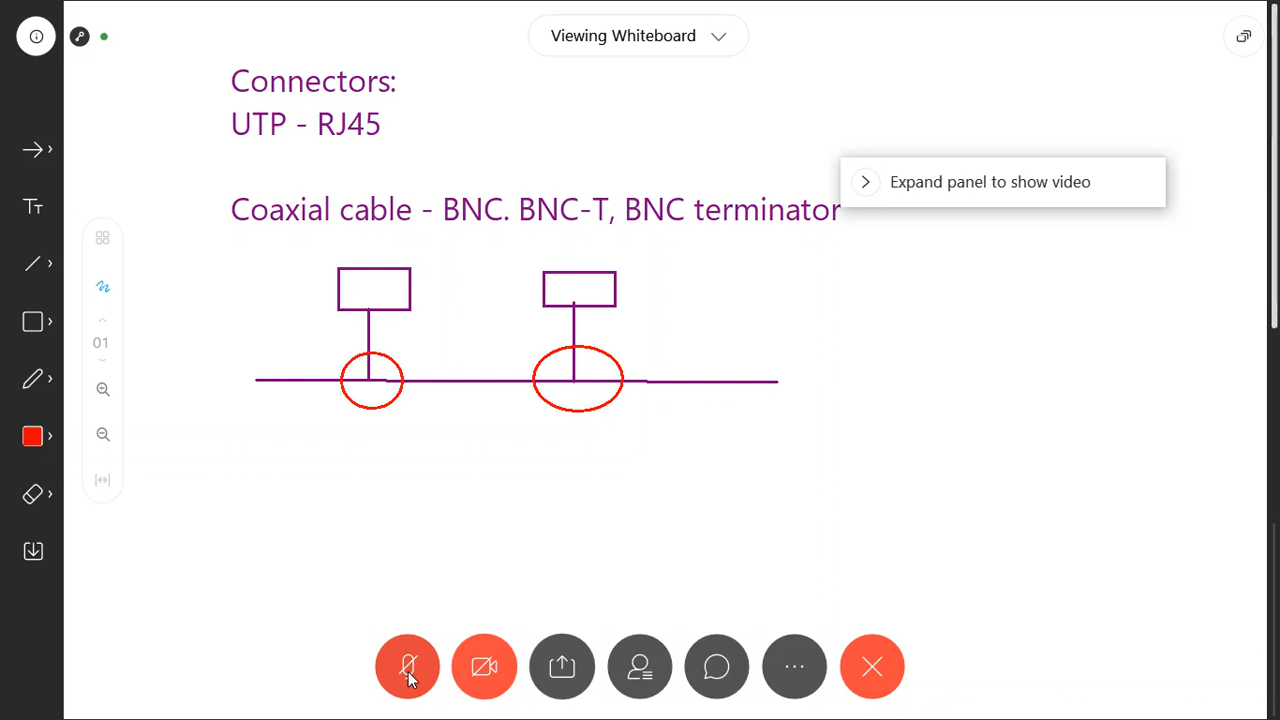 Viewing Whiteboard
Connectors:
UTP - RJ45
Expand panel to show video
Coaxial cable - BNC. BNC-T, BNC terminator
01